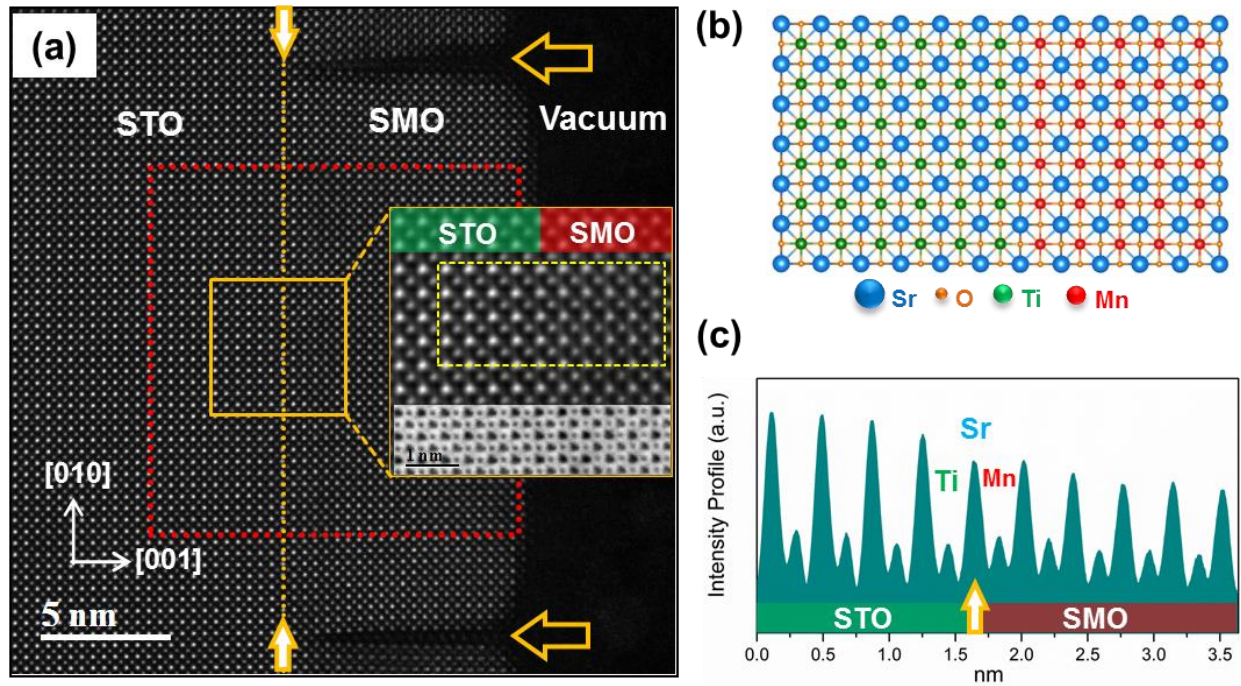 (a)
STO
SMO
Vacuum
STO
SMO
1 nm
[010]
[001]
5 nm
(b)
Sr
O
Ti
Mn
(c)
Intensity Profile (a.u.)
Sr
Ti
Mn
STO
SMO
0.0 0.5 1.0 1.5 2.0 2.5 3.0 3.5
nm